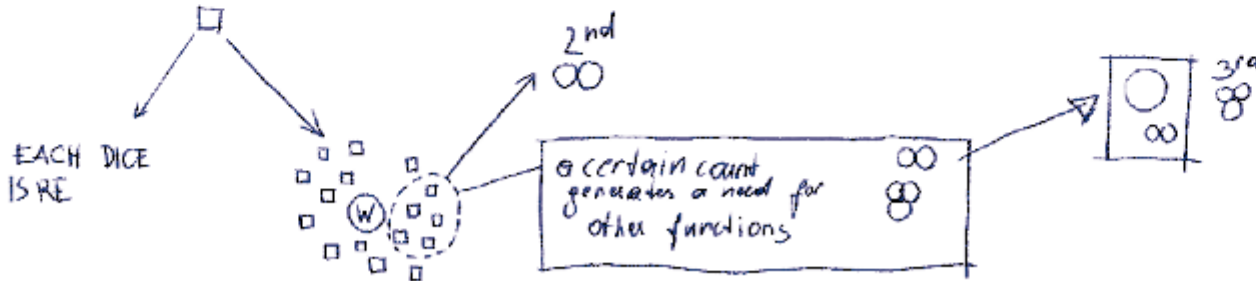 EACH DICE
IS RE
W
2nd
a certain count
generates a need for
other functions
3rd